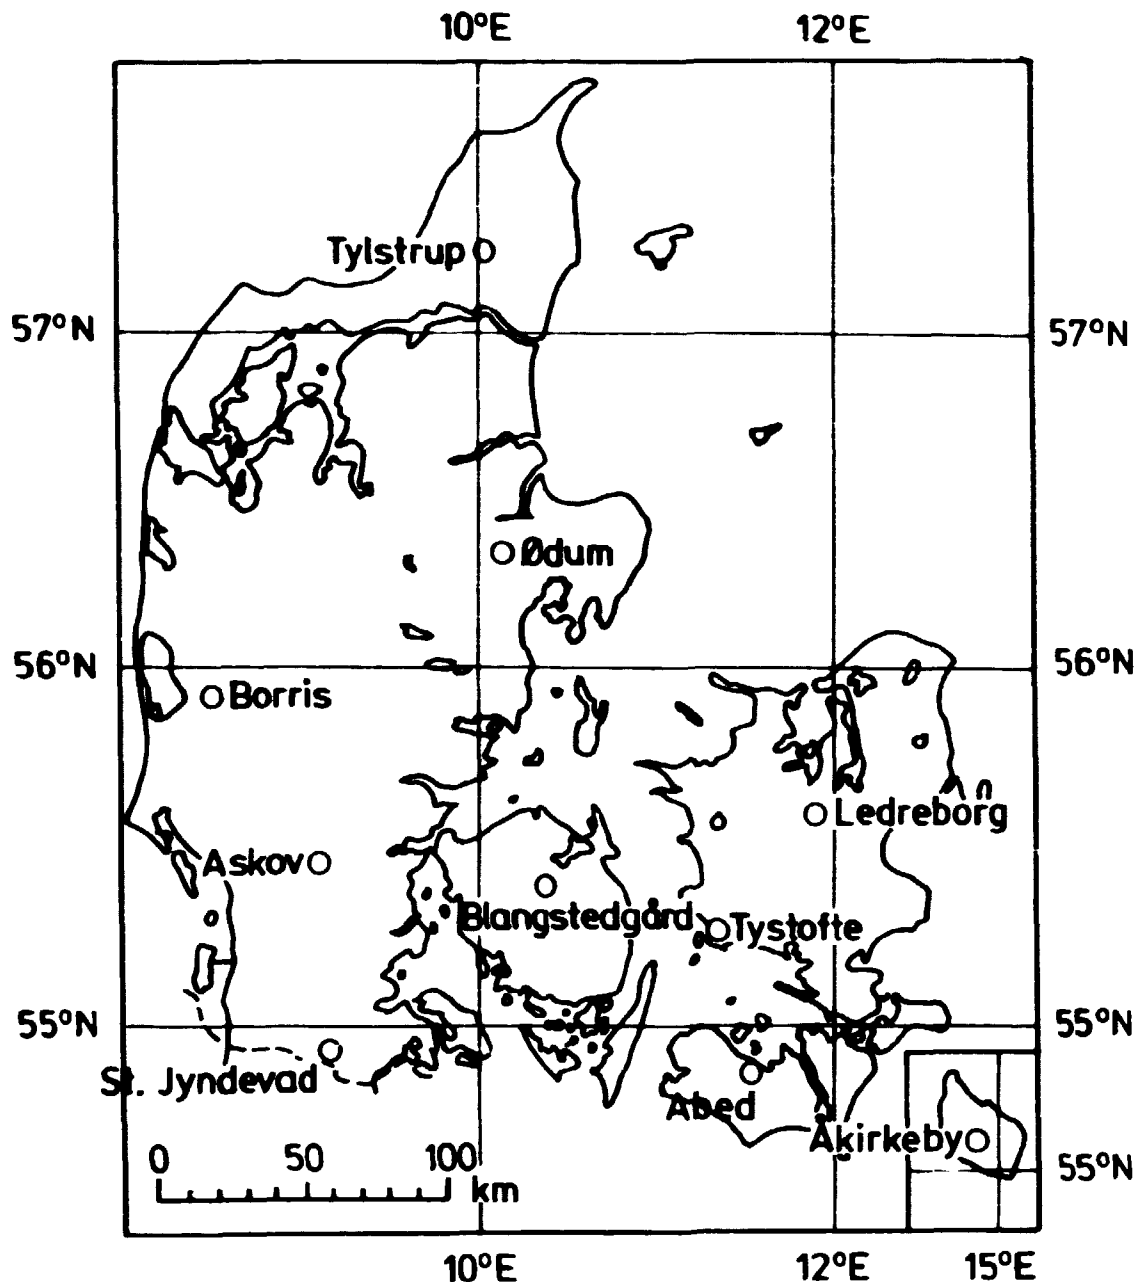 10°E 12°E
Tylstrup
57°N 57°N
Ødum
56°N 56°N
Borris
Ledreborg
Askov
Blangstedgård
Tystofte
55°N 55°N
St. Jyndevad
Abed
Åkirkeby
55°N
0 50 100
km
10°E 12°E 15°E